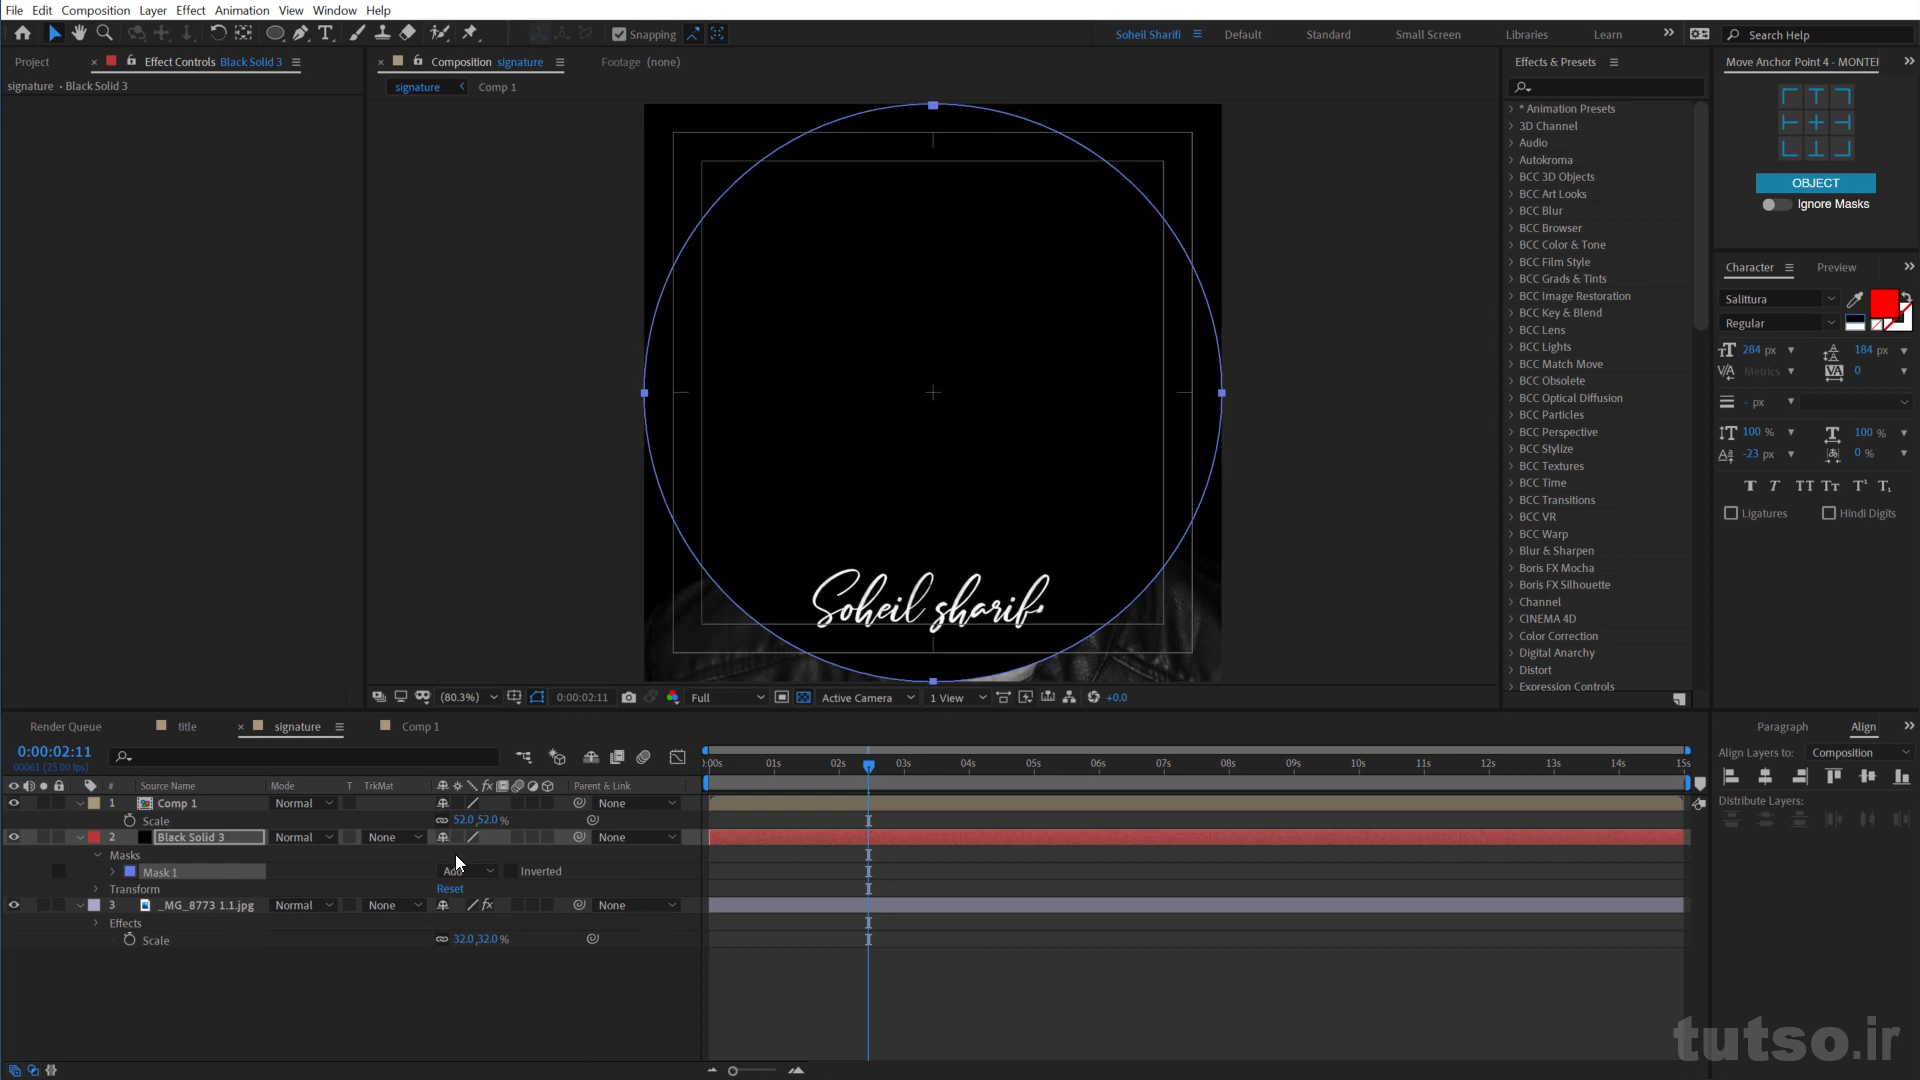 File Edit Composition Layer Effect Animation View Window Help
Snapping
Soheil Sharifi Default Standard Small Screen Libraries Learn
Search Help
Project
Effect Controls Black Solid 3
Composition signature
Footage (none)
Effects & Presets
Move Anchor Point 4 - MONTER
signature • Black Solid 3
signature Comp 1
* Animation Presets
3D Channel
Audio
Autokroma
BCC 3D Objects
BCC Art Looks
BCC Blur
BCC Browser
BCC Color & Tone
BCC Film Style
BCC Grads & Tints
BCC Image Restoration
BCC Key & Blend
BCC Lens
BCC Lights
BCC Match Move
BCC Obsolete
BCC Optical Diffusion
BCC Particles
BCC Perspective
BCC Stylize
BCC Textures
BCC Time
BCC Transitions
BCC VR
BCC Warp
Blur & Sharpen
Boris FX Mocha
Boris FX Silhouette
Channel
CINEMA 4D
Color Correction
Digital Anarchy
Distort
Expression Controls
OBJECT
Ignore Masks
Character Preview
Salittura
Regular
284 px 184 px
Metrics 0
- px
100 % 100 %
-23 px 0 %
Ligatures Hindi Digits
Soheil sharifi
(80.3%) 0:00:02:11 Full Active Camera 1 View +0.0
Render Queue title signature Comp 1
0:00:02:11
00061 (25.00 fps)
# Source Name Mode T TrkMat Parent & Link
:00s 01s 02s 03s 04s 05s 06s 07s 08s 09s 10s 11s 12s 13s 14s 15s
1 Comp 1 Normal None
Scale 52.0,52.0 %
2 Black Solid 3 Normal None None
Masks
Mask 1 Add Inverted
Transform Reset
3 _MG_8773 1.1.jpg Normal None None
Effects
Scale 32.0,32.0 %
Paragraph Align
Align Layers to: Composition
Distribute Layers:
tutso.ir